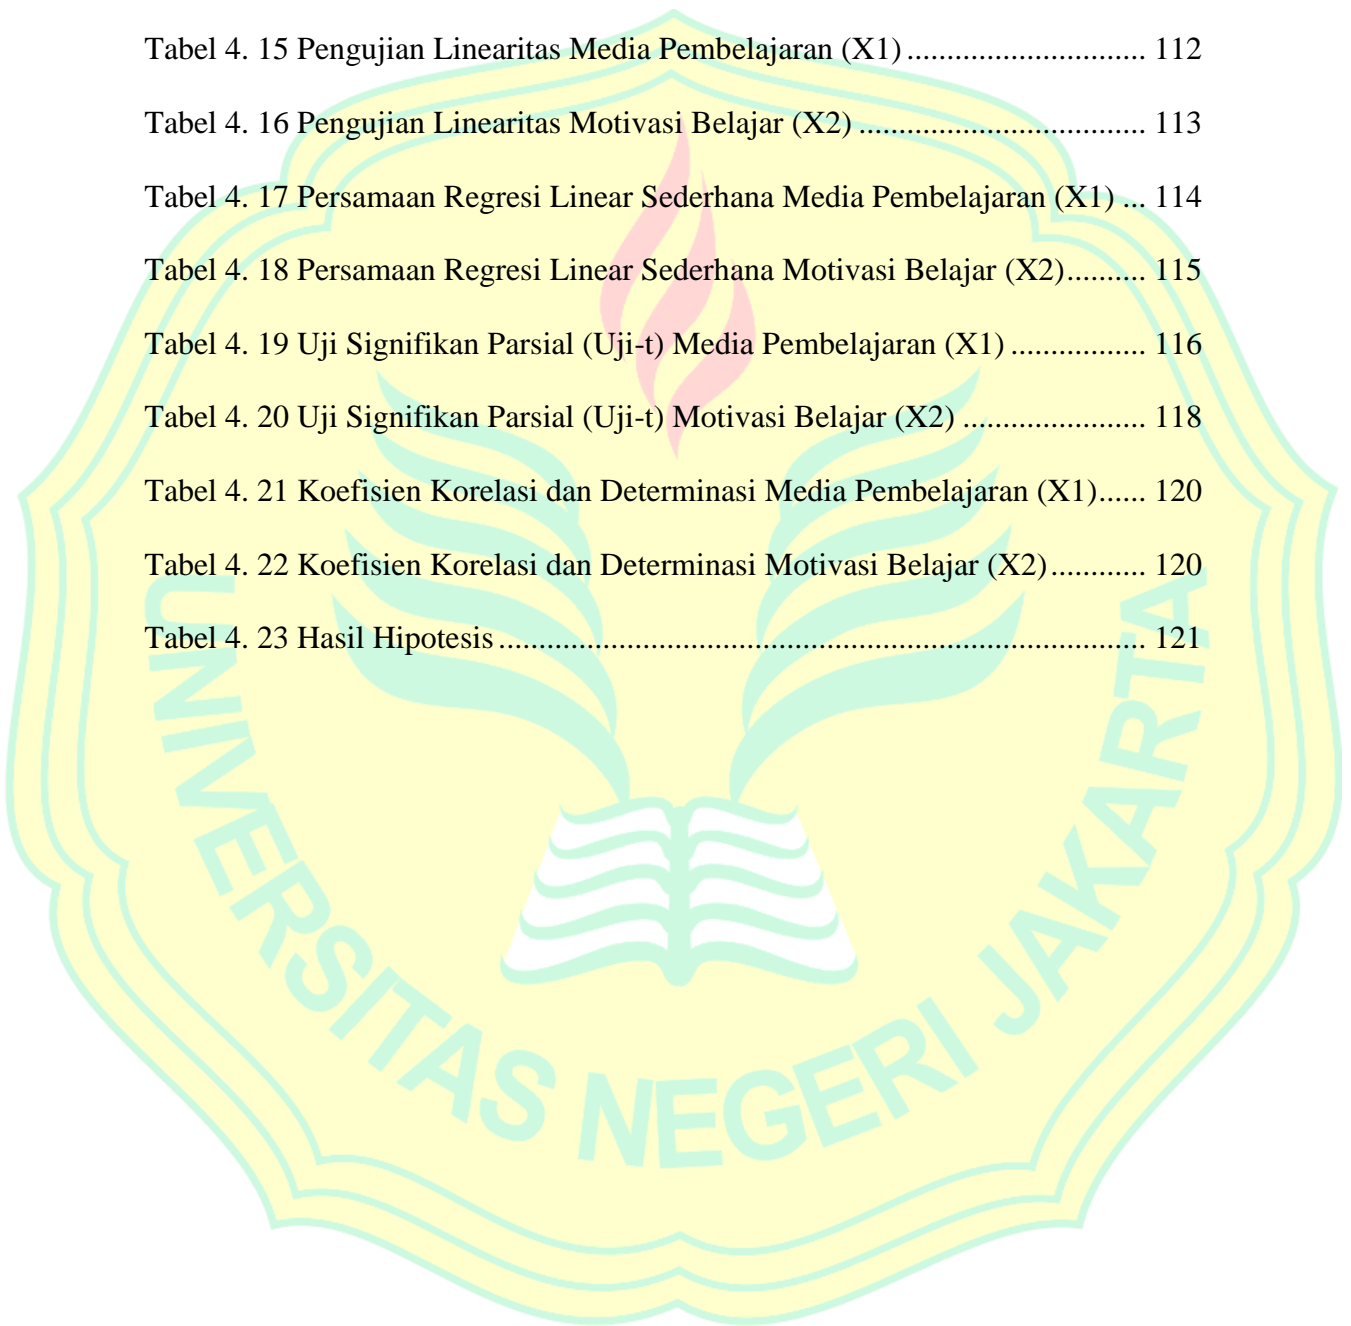 Tabel 4. 15 Pengujian Linearitas Media Pembelajaran (X1) ............................. 112
Tabel 4. 16 Pengujian Linearitas Motivasi Belajar (X2) ................................... 113
Tabel 4. 17 Persamaan Regresi Linear Sederhana Media Pembelajaran (X1) ... 114
Tabel 4. 18 Persamaan Regresi Linear Sederhana Motivasi Belajar (X2).......... 115
Tabel 4. 19 Uji Signifikan Parsial (Uji-t) Media Pembelajaran (X1) ................. 116
Tabel 4. 20 Uji Signifikan Parsial (Uji-t) Motivasi Belajar (X2) ....................... 118
Tabel 4. 21 Koefisien Korelasi dan Determinasi Media Pembelajaran (X1)...... 120
Tabel 4. 22 Koefisien Korelasi dan Determinasi Motivasi Belajar (X2)............ 120
Tabel 4. 23 Hasil Hipotesis ................................................................................ 121
UNIVERSITAS NEGERI JAKARTA